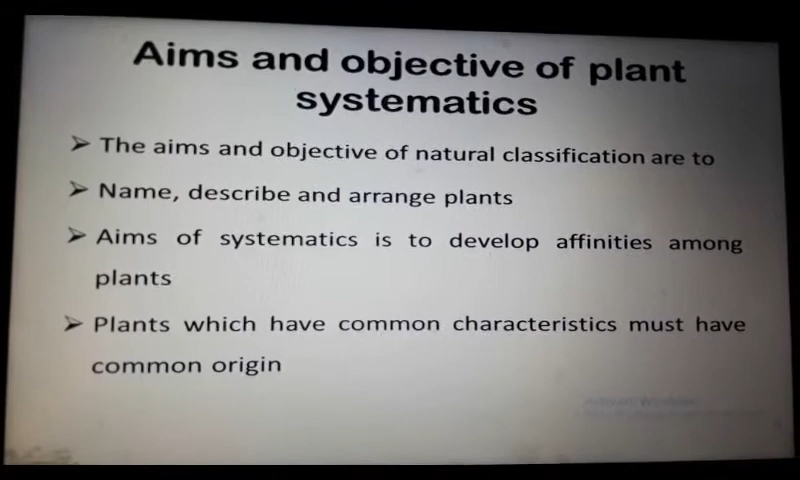 Aims and objective of plant
systematics
➢ The aims and objective of natural classification are to
➢ Name, describe and arrange plants
➢ Aims of systematics is to develop affinities among
plants
➢ Plants which have common characteristics must have
common origin